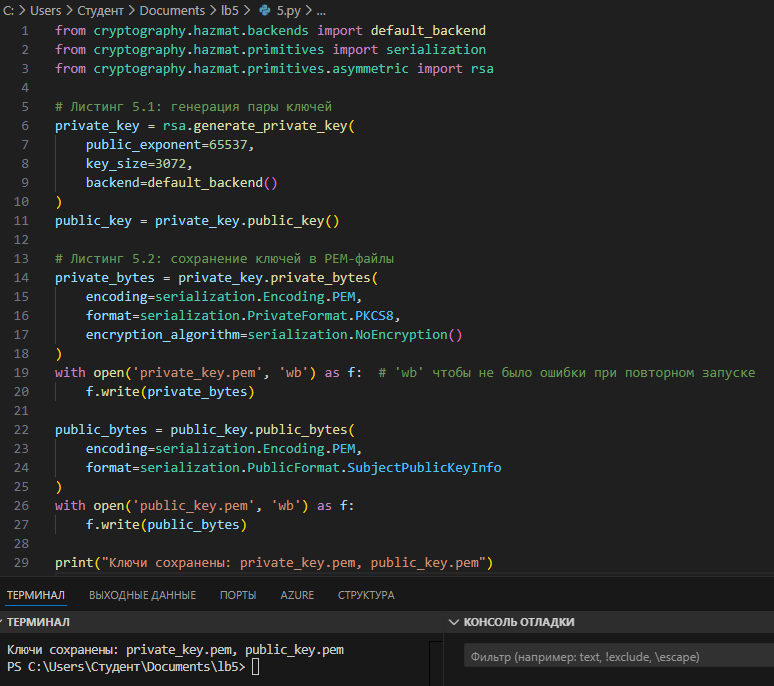 C: > Users > Студент > Documents > lb5 > 5.py > ...
1 from cryptography.hazmat.backends import default_backend
2 from cryptography.hazmat.primitives import serialization
3 from cryptography.hazmat.primitives.asymmetric import rsa
4
5 # Листинг 5.1: генерация пары ключей
6 private_key = rsa.generate_private_key(
7     public_exponent=65537,
8     key_size=3072,
9     backend=default_backend()
10 )
11 public_key = private_key.public_key()
12
13 # Листинг 5.2: сохранение ключей в PEM-файлы
14 private_bytes = private_key.private_bytes(
15     encoding=serialization.Encoding.PEM,
16     format=serialization.PrivateFormat.PKCS8,
17     encryption_algorithm=serialization.NoEncryption()
18 )
19 with open('private_key.pem', 'wb') as f:  # 'wb' чтобы не было ошибки при повторном запуске
20     f.write(private_bytes)
21
22 public_bytes = public_key.public_bytes(
23     encoding=serialization.Encoding.PEM,
24     format=serialization.PublicFormat.SubjectPublicKeyInfo
25 )
26 with open('public_key.pem', 'wb') as f:
27     f.write(public_bytes)
28
29 print("Ключи сохранены: private_key.pem, public_key.pem")
ТЕРМИНАЛ ВЫХОДНЫЕ ДАННЫЕ ПОРТЫ AZURE СТРУКТУРА
ТЕРМИНАЛ
Ключи сохранены: private_key.pem, public_key.pem
PS C:\Users\Студент\Documents\lb5>
КОНСОЛЬ ОТЛАДКИ
Фильтр (например: text, !exclude, \escape)